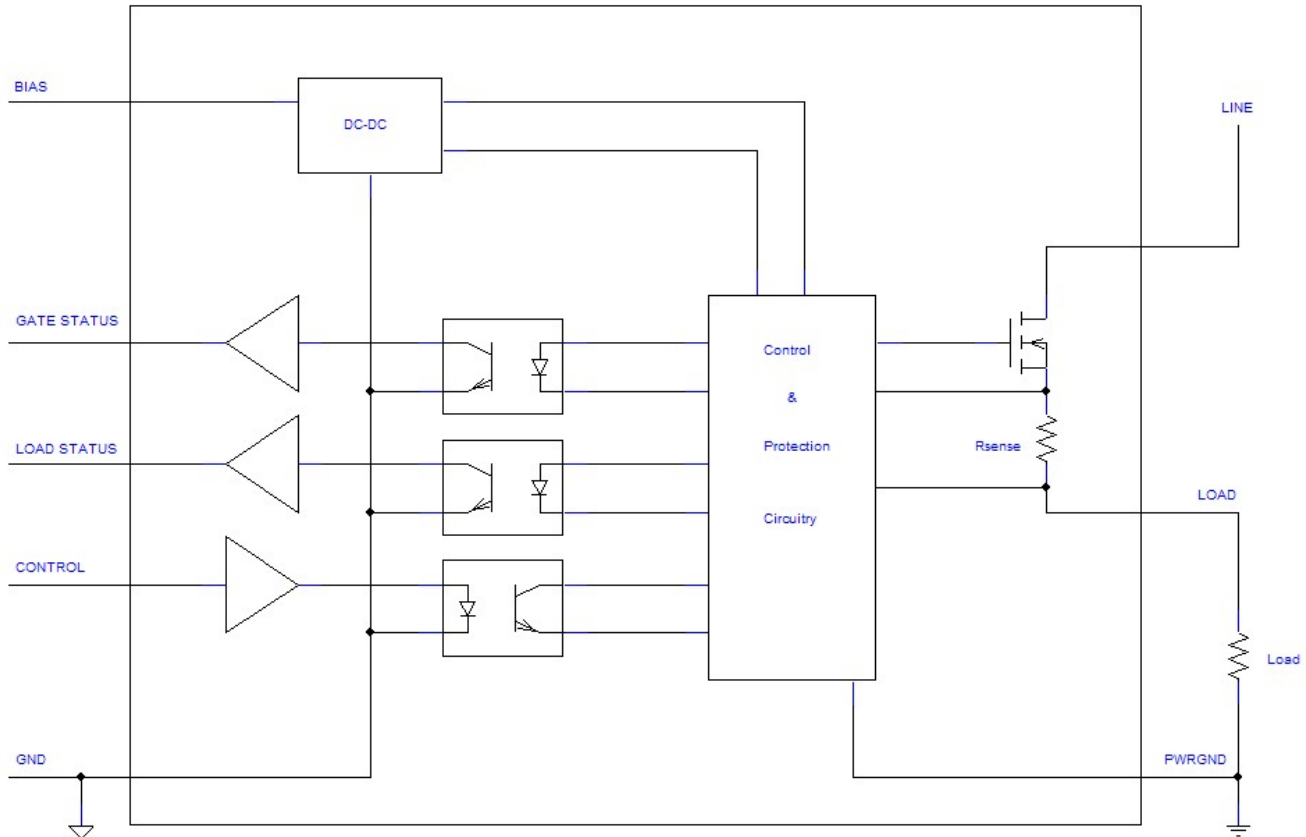 BIAS
DC-DC
LINE
GATE STATUS
Control
&
Protection
Circuitry
Rsense
LOAD STATUS
LOAD
CONTROL
Load
GND
PWRGND